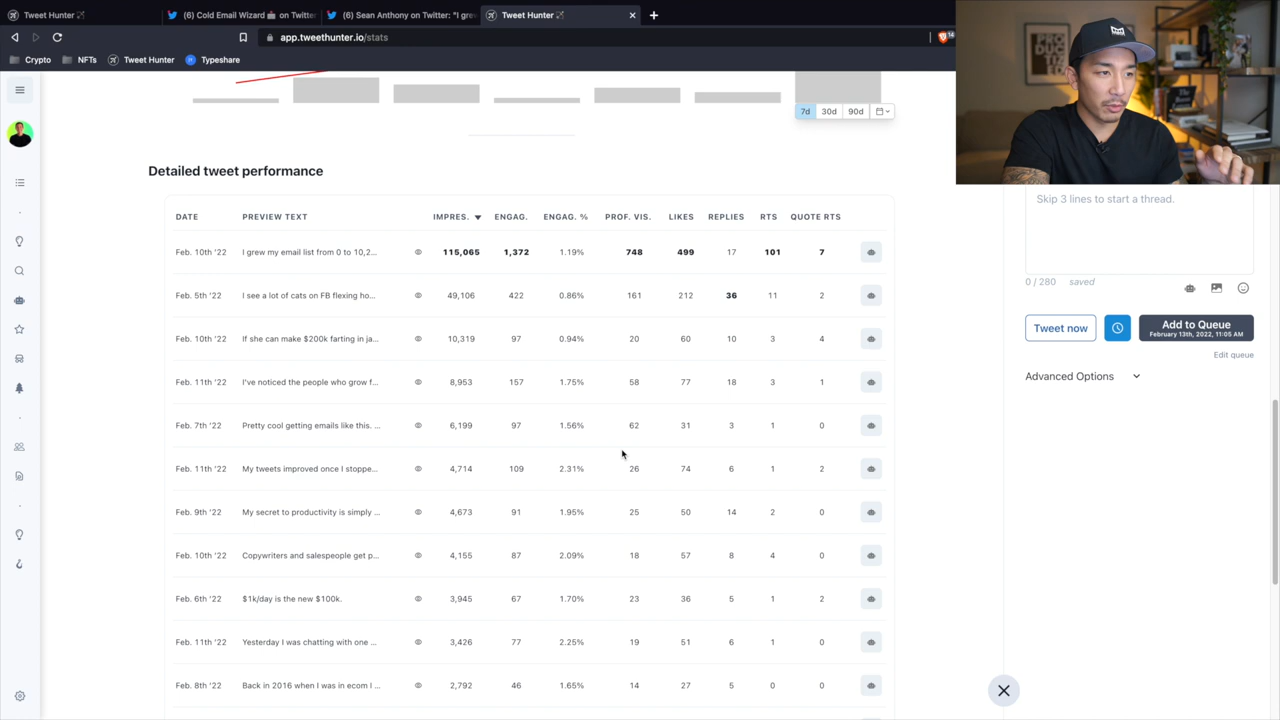 Tweet Hunter
(6) Cold Email Wizard on Twitter
(6) Sean Anthony on Twitter: "I grew
Tweet Hunter
app.tweethunter.io/stats
14
Crypto
NFTs
Tweet Hunter
Typeshare
7d 30d 90d
Detailed tweet performance
DATE PREVIEW TEXT IMPRES. ENGAG. ENGAG. % PROF. VIS. LIKES REPLIES RTS QUOTE RTS
Feb. 10th '22 I grew my email list from 0 to 10,2... 115,065 1,372 1.19% 748 499 17 101 7
Feb. 5th '22 I see a lot of cats on FB flexing ho... 49,106 422 0.86% 161 212 36 11 2
Feb. 10th '22 If she can make $200k farting in ja... 10,319 97 0.94% 20 60 10 3 4
Feb. 11th '22 I've noticed the people who grow f... 8,953 157 1.75% 58 77 18 3 1
Feb. 7th '22 Pretty cool getting emails like this. ... 6,199 97 1.56% 62 31 3 1 0
Feb. 11th '22 My tweets improved once I stoppe... 4,714 109 2.31% 26 74 6 1 2
Feb. 9th '22 My secret to productivity is simply ... 4,673 91 1.95% 25 50 14 2 0
Feb. 10th '22 Copywriters and salespeople get p... 4,155 87 2.09% 18 57 8 4 0
Feb. 6th '22 $1k/day is the new $100k. 3,945 67 1.70% 23 36 5 1 2
Feb. 11th '22 Yesterday I was chatting with one ... 3,426 77 2.25% 19 51 6 1 0
Feb. 8th '22 Back in 2016 when I was in ecom I ... 2,792 46 1.65% 14 27 5 0 0
Skip 3 lines to start a thread.
0 / 280 saved
Tweet now
Add to Queue
February 13th, 2022, 11:05 AM
Edit queue
Advanced Options